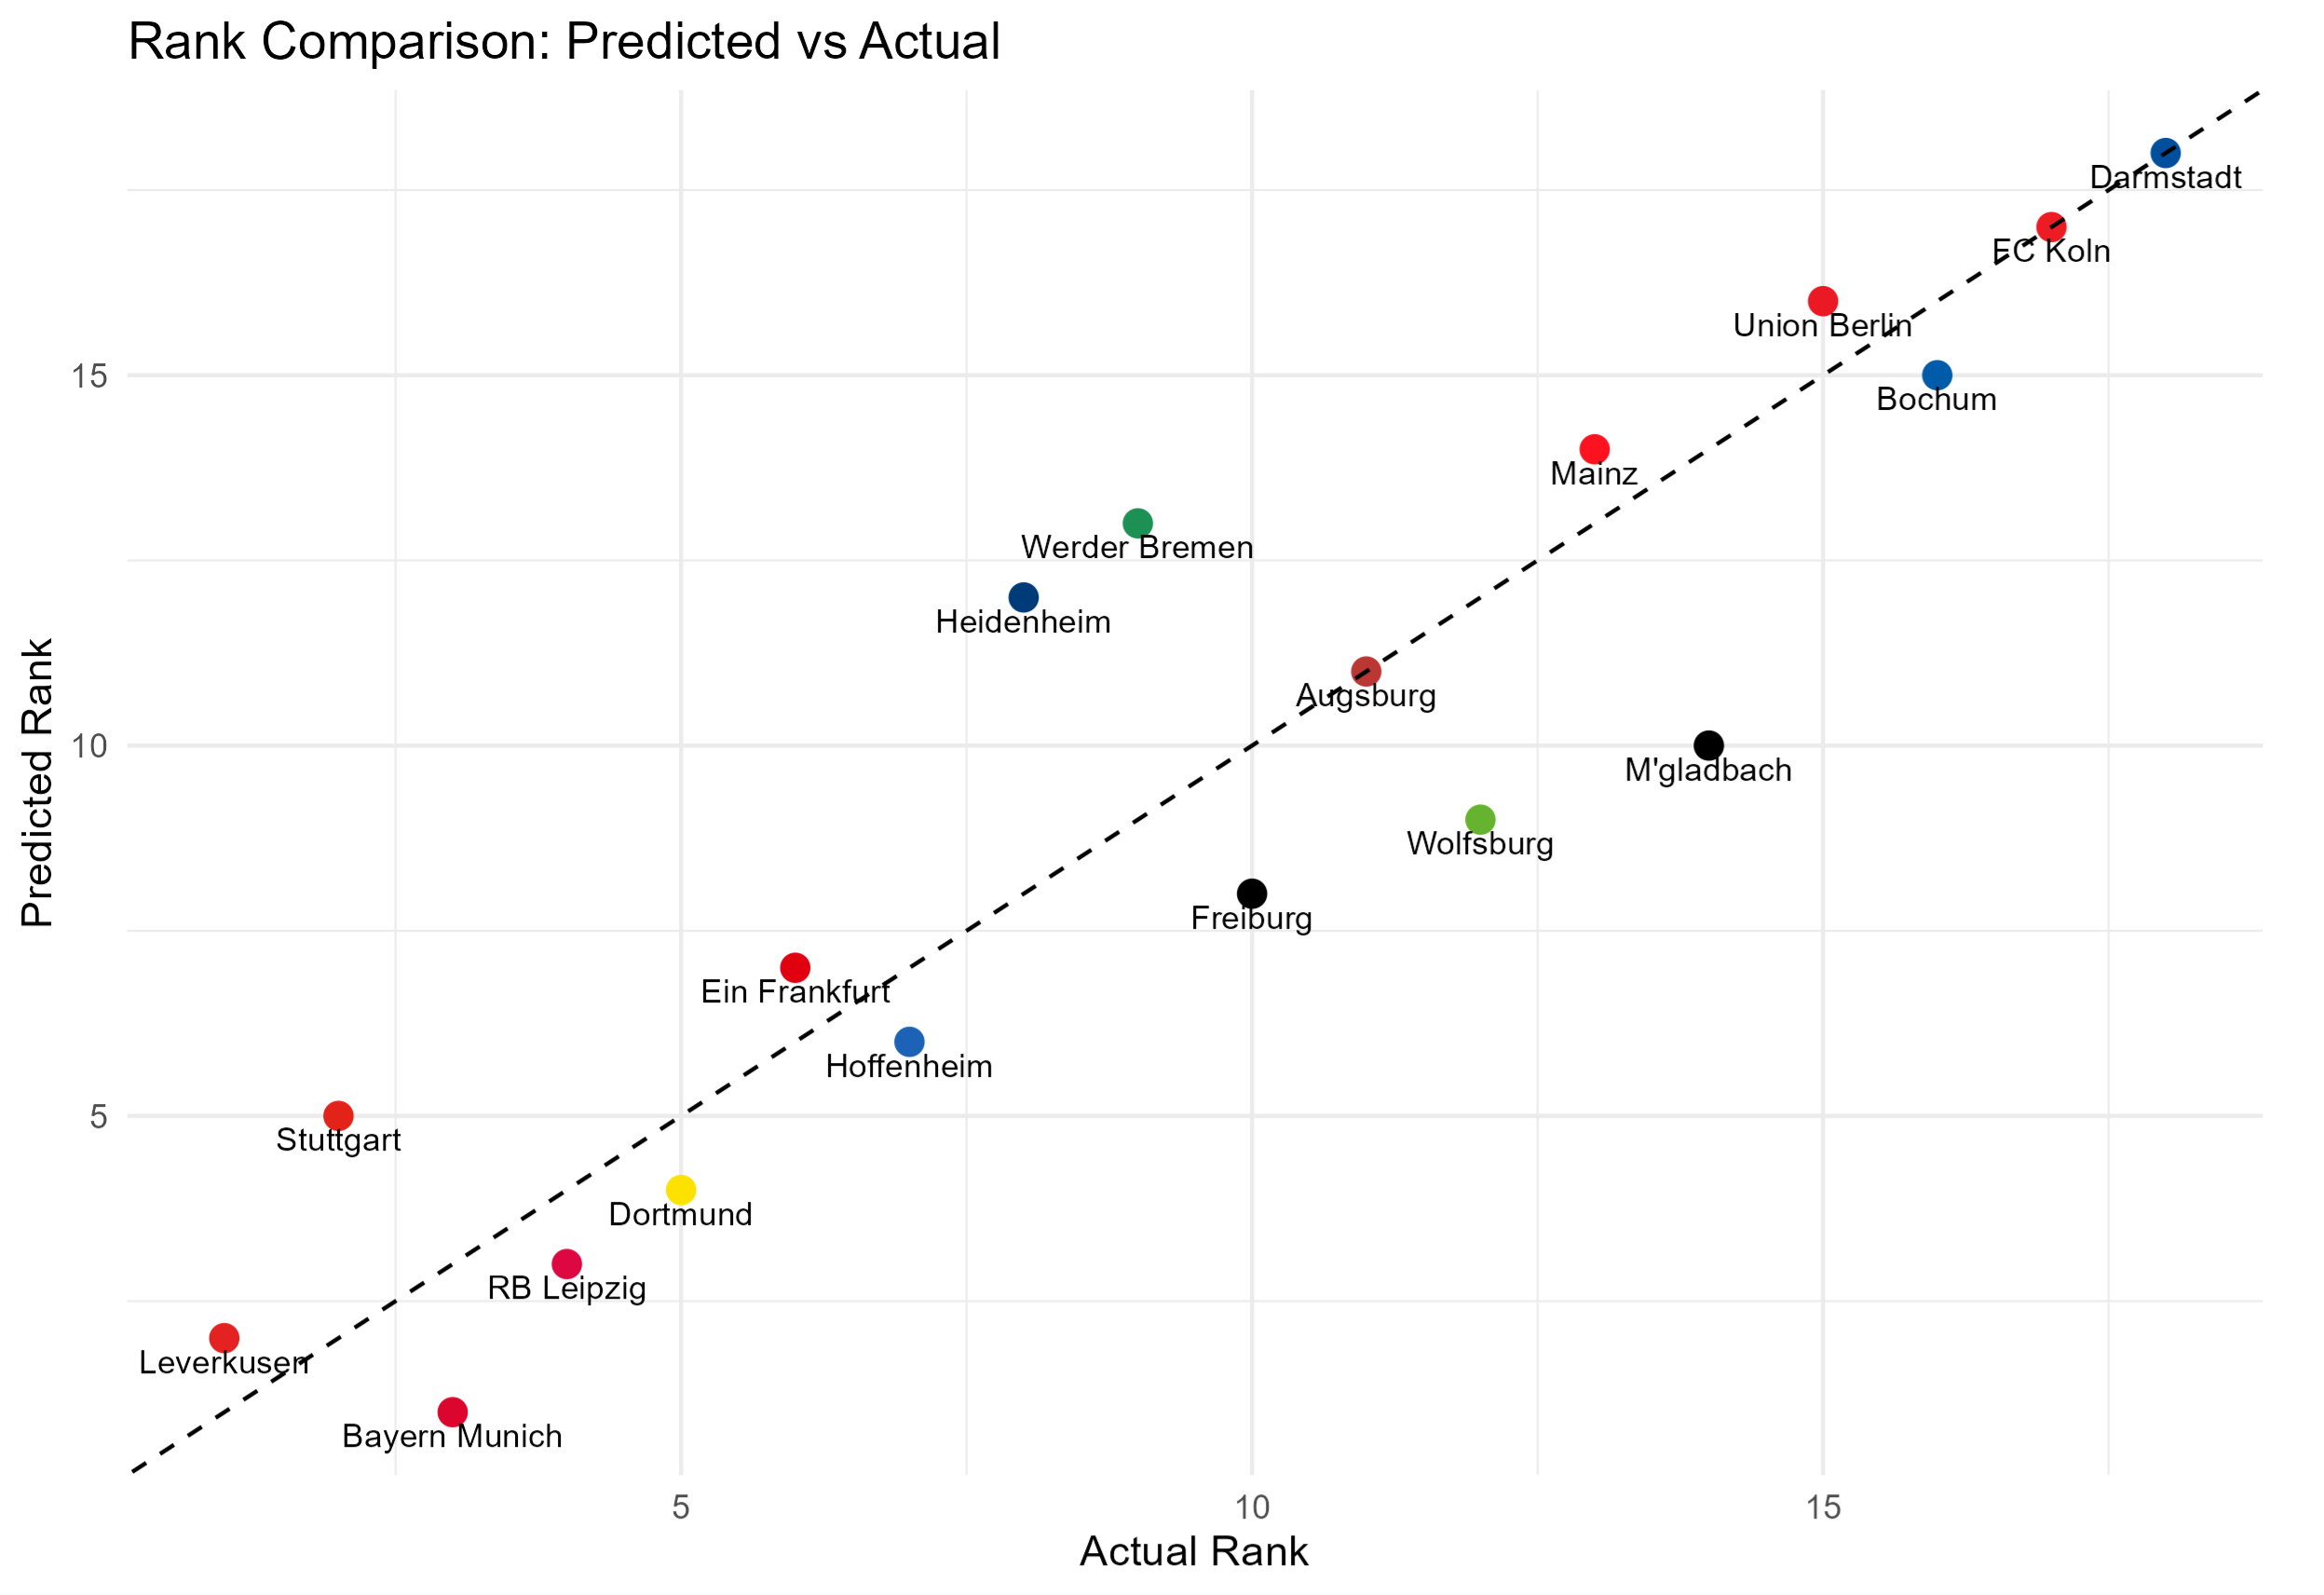 Rank Comparison: Predicted vs Actual
Darmstadt
FC Koln
Union Berlin
15
Bochum
Mainz
Werder Bremen
Heidenheim
Augsburg
10
M'gladbach
Wolfsburg
Freiburg
Predicted Rank
Ein Frankfurt
Hoffenheim
5
Stuttgart
Dortmund
RB Leipzig
Leverkusen
Bayern Munich
5
10
15
Actual Rank